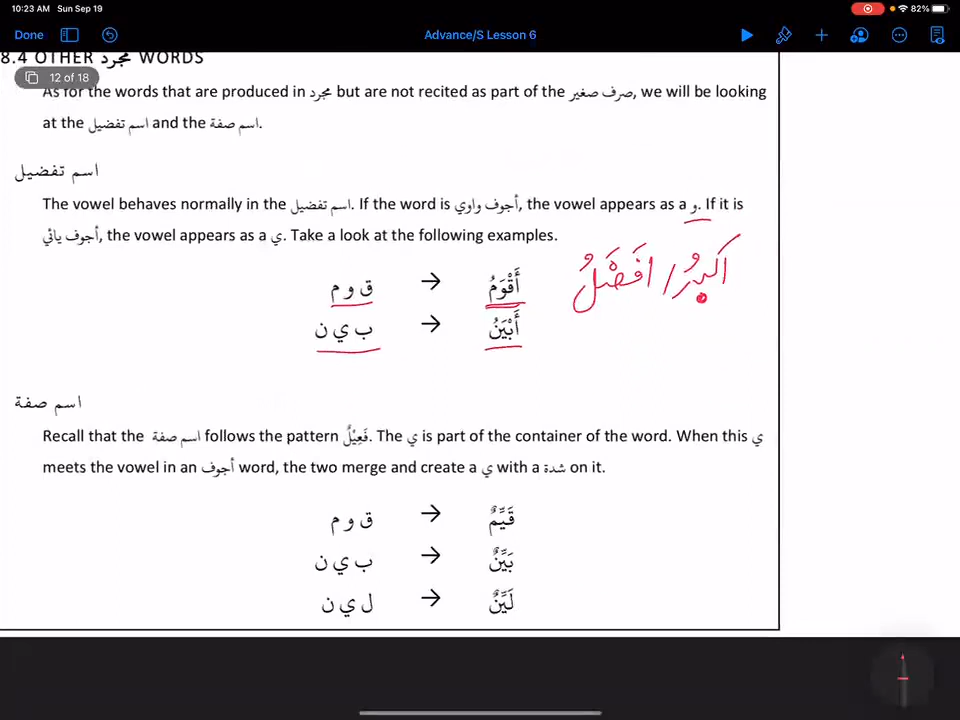 10:23 AM Sun Sep 19 82%
Done Advance/S Lesson 6
8.4 OTHER مجرد WORDS
12 of 18
As for the words that are produced in مجرد but are not recited as part of the صرف صغير, we will be looking
at the اسم تفضيل and the اسم صفة.
اسم تفضيل
The vowel behaves normally in the اسم تفضيل. If the word is أجوف واوي, the vowel appears as a و. If it is
أجوف يائي, the vowel appears as a ي. Take a look at the following examples.
ق و م → أَقْوَمُ
اَكبرُ / افَضَلُ
ب ي ن → أَبْيَنُ
اسم صفة
Recall that the اسم صفة follows the pattern فَعِيْلٌ. The ي is part of the container of the word. When this ي
meets the vowel in an أجوف word, the two merge and create a ي with a شدة on it.
ق و م → قَيِّمٌ
ب ي ن → بَيِّنٌ
ل ي ن → لَيِّنٌ